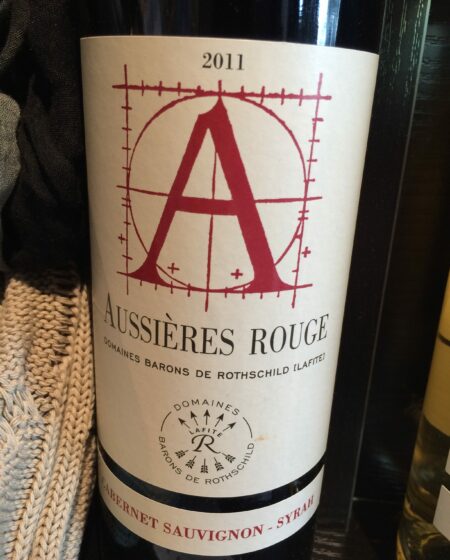 2011
A
AUSSIÈRES ROUGE
DOMAINES BARONS DE ROTHSCHILD [LAFITE]
DOMAINES
LAFITE
R
BARONS DE ROTHSCHILD
CABERNET SAUVIGNON - SYRAH